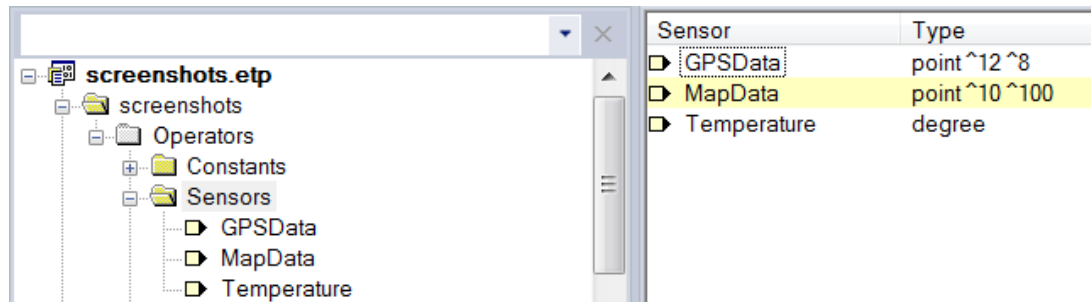 screenshots.etp
screenshots
Operators
Constants
Sensors
GPSData
MapData
Temperature
Sensor Type
GPSData point^12^8
MapData point^10^100
Temperature degree